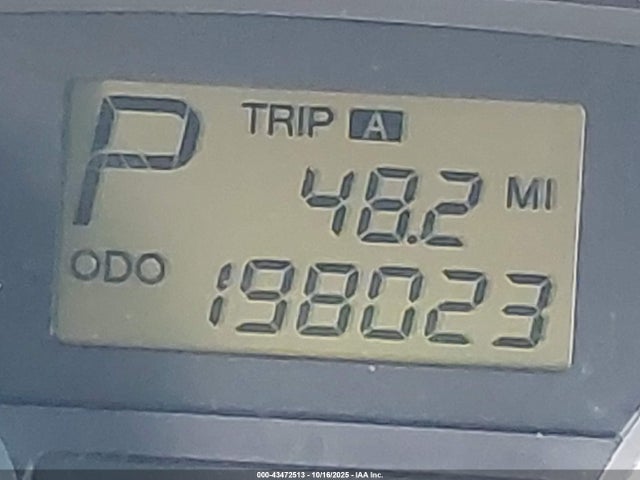 P TRIP A
48.2 MI
ODO 198023
000-43472513 - 10/16/2025 - IAA Inc.